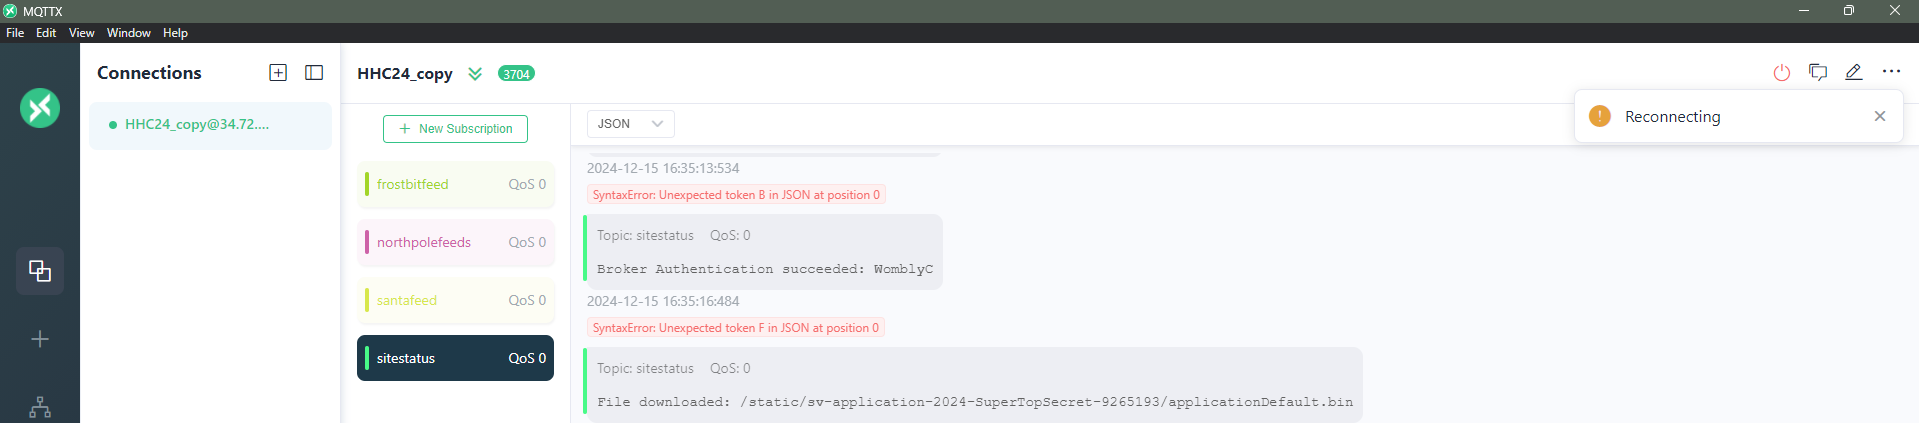 MQTTX
File Edit View Window Help
Connections
HHC24_copy@34.72....
HHC24_copy 3704
New Subscription
frostbitfeed QoS 0
northpolefeeds QoS 0
santafeed QoS 0
sitestatus QoS 0
JSON
Reconnecting
2024-12-15 16:35:13:534
SyntaxError: Unexpected token B in JSON at position 0
Topic: sitestatus QoS: 0
Broker Authentication succeeded: WomblyC
2024-12-15 16:35:16:484
SyntaxError: Unexpected token F in JSON at position 0
Topic: sitestatus QoS: 0
File downloaded: /static/sv-application-2024-SuperTopSecret-9265193/applicationDefault.bin